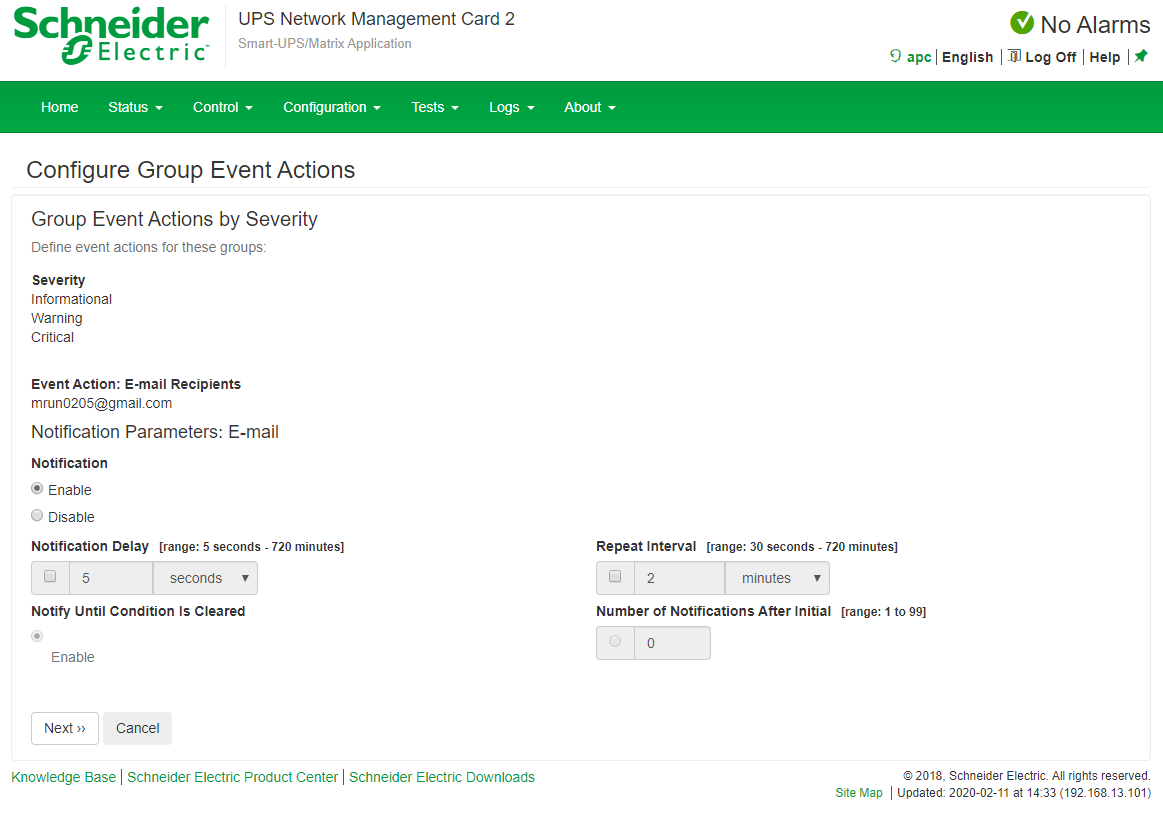 Schneider
Electric
UPS Network Management Card 2
Smart-UPS/Matrix Application
No Alarms
apc English Log Off Help
Home Status Control Configuration Tests Logs About
Configure Group Event Actions
Group Event Actions by Severity
Define event actions for these groups:
Severity
Informational
Warning
Critical
Event Action: E-mail Recipients
mrun0205@gmail.com
Notification Parameters: E-mail
Notification
Enable
Disable
Notification Delay [range: 5 seconds - 720 minutes]
5 seconds
Repeat Interval [range: 30 seconds - 720 minutes]
2 minutes
Notify Until Condition Is Cleared
Enable
Number of Notifications After Initial [range: 1 to 99]
0
Next ››
Cancel
Knowledge Base | Schneider Electric Product Center | Schneider Electric Downloads
© 2018, Schneider Electric. All rights reserved.
Site Map | Updated: 2020-02-11 at 14:33 (192.168.13.101)